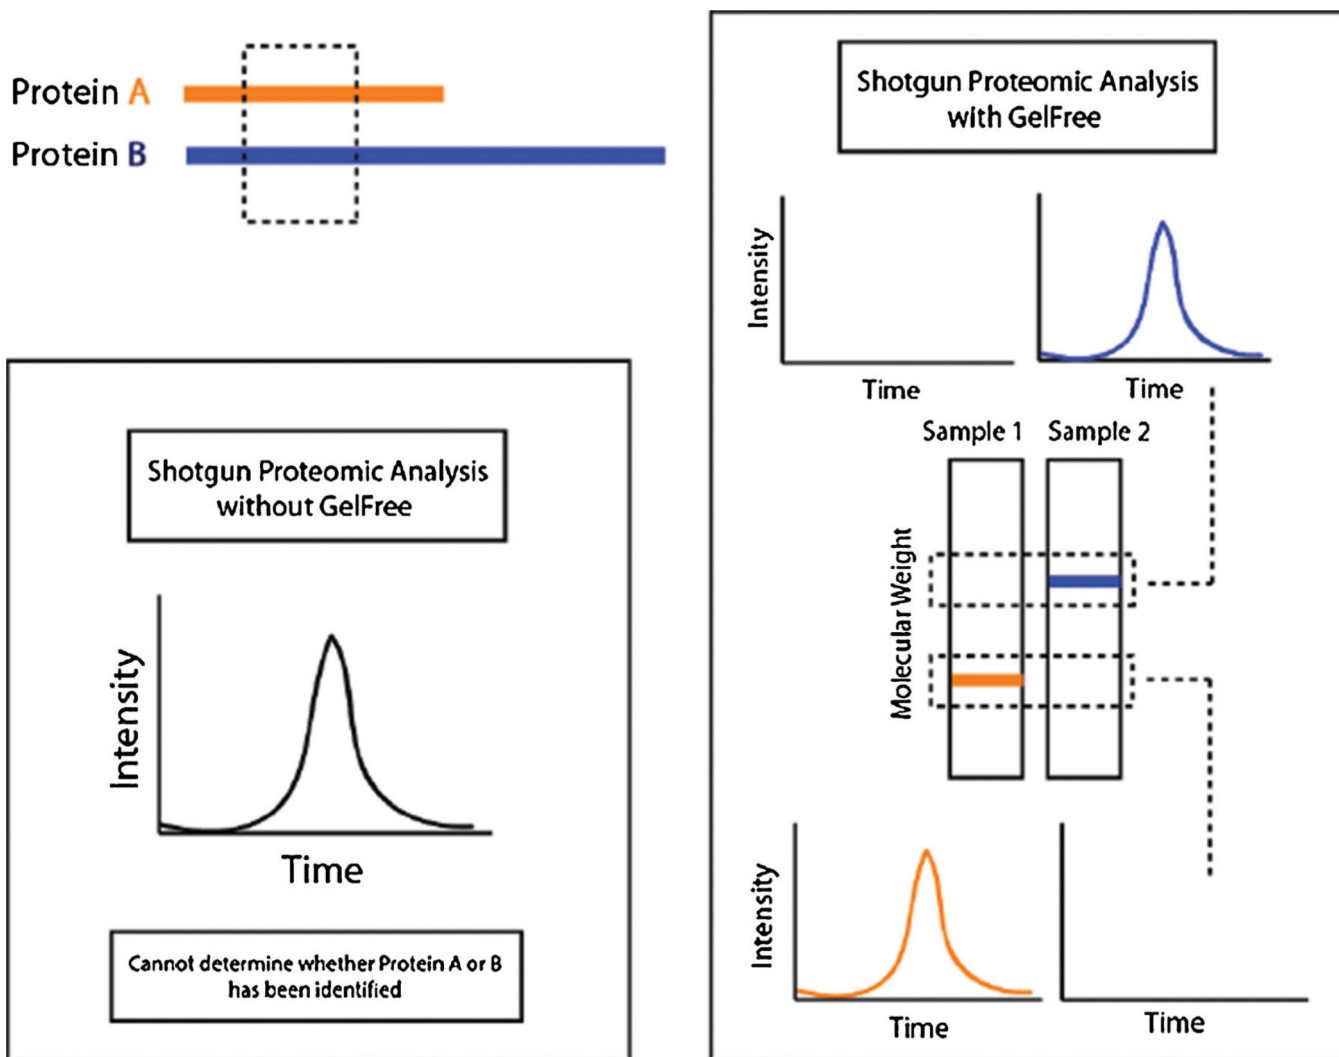 Protein A
Protein B
Shotgun Proteomic Analysis
without GelFree
Intensity
Time
Cannot determine whether Protein A or B
has been identified
Shotgun Proteomic Analysis
with GelFree
Intensity
Time
Time
Sample 1
Sample 2
Molecular Weight
Intensity
Time
Time